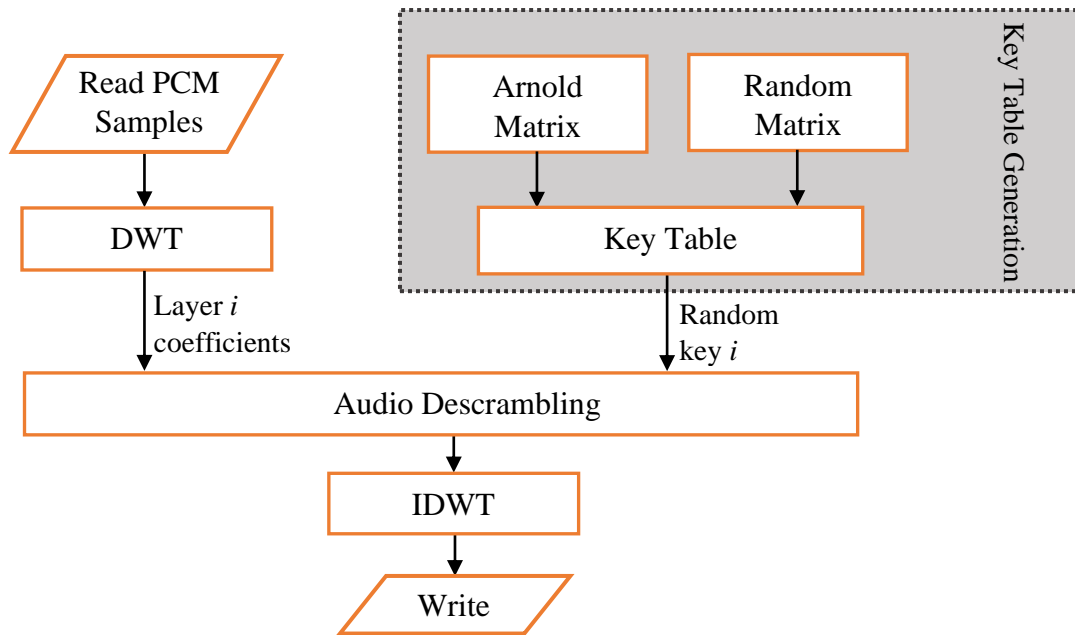 Read PCM
Samples
Arnold
Matrix
Random
Matrix
Key Table Generation
DWT
Key Table
Layer i
coefficients
Random
key i
Audio Descrambling
IDWT
Write